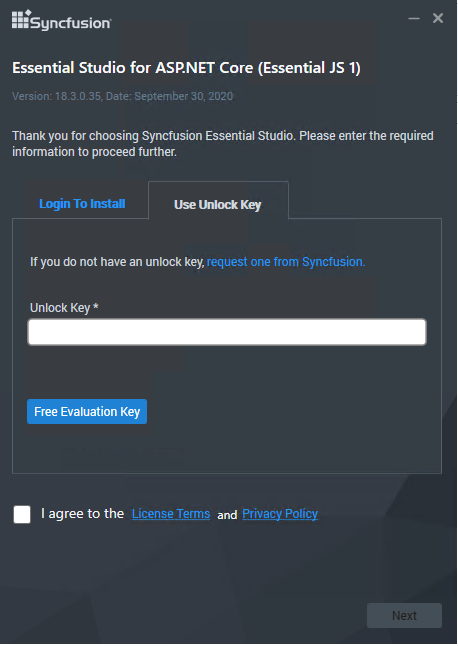 Syncfusion
Essential Studio for ASP.NET Core (Essential JS 1)
Version: 18.3.0.35, Date: September 30, 2020
Thank you for choosing Syncfusion Essential Studio. Please enter the required
information to proceed further.
Login To Install
Use Unlock Key
If you do not have an unlock key, request one from Syncfusion.
Unlock Key *
Free Evaluation Key
I agree to the License Terms and Privacy Policy
Next